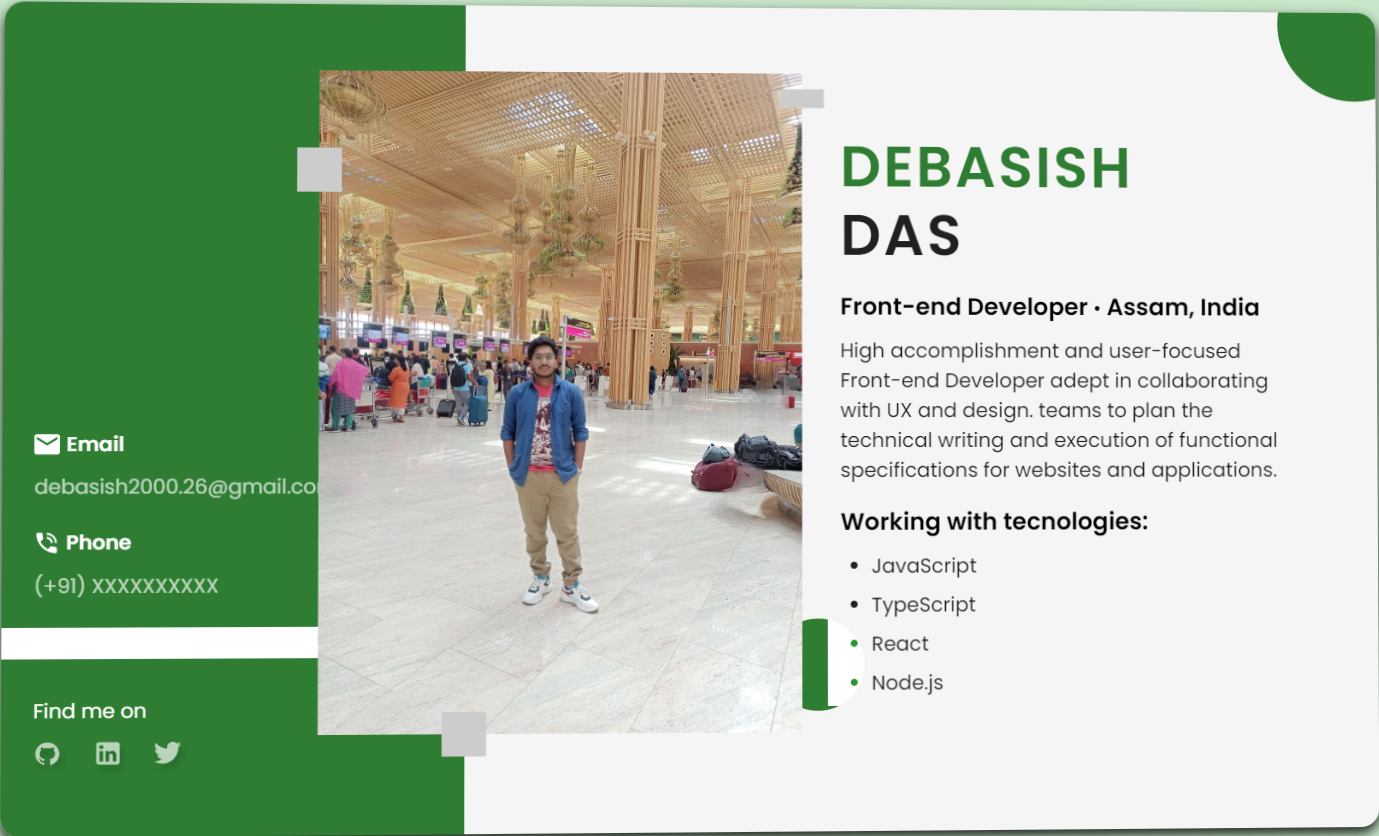 DEBASISH
DAS
Front-end Developer • Assam, India
High accomplishment and user-focused
Front-end Developer adept in collaborating
with UX and design. teams to plan the
technical writing and execution of functional
specifications for websites and applications.
Working with tecnologies:
• JavaScript
• TypeScript
• React
• Node.js
Email
debasish2000.26@gmail.co
Phone
(+91) XXXXXXXXXX
Find me on